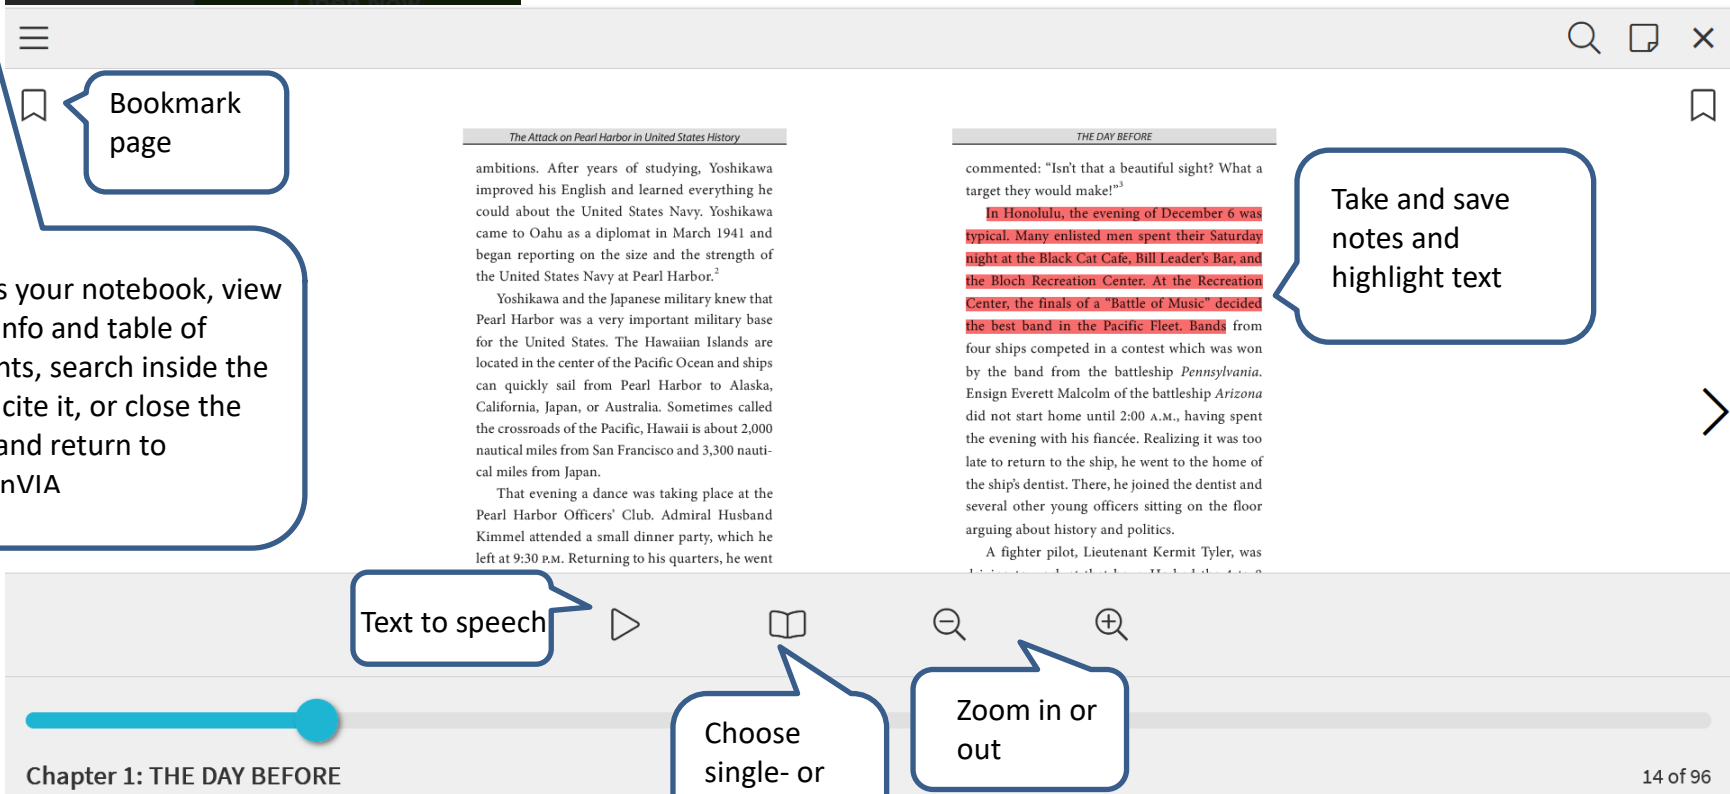 Bookmark
page
s your notebook, view
nfo and table of
nts, search inside the
cite it, or close the
and return to
nVIA
The Attack on Pearl Harbor in United States History
ambitions. After years of studying, Yoshikawa
improved his English and learned everything he
could about the United States Navy. Yoshikawa
came to Oahu as a diplomat in March 1941 and
began reporting on the size and the strength of
the United States Navy at Pearl Harbor.2
Yoshikawa and the Japanese military knew that
Pearl Harbor was a very important military base
for the United States. The Hawaiian Islands are
located in the center of the Pacific Ocean and ships
can quickly sail from Pearl Harbor to Alaska,
California, Japan, or Australia. Sometimes called
the crossroads of the Pacific, Hawaii is about 2,000
nautical miles from San Francisco and 3,300 nauti-
cal miles from Japan.
That evening a dance was taking place at the
Pearl Harbor Officers' Club. Admiral Husband
Kimmel attended a small dinner party, which he
left at 9:30 P.M. Returning to his quarters, he went
THE DAY BEFORE
commented: "Isn't that a beautiful sight? What a
target they would make!"3
In Honolulu, the evening of December 6 was
typical. Many enlisted men spent their Saturday
night at the Black Cat Cafe, Bill Leader's Bar, and
the Bloch Recreation Center. At the Recreation
Center, the finals of a "Battle of Music" decided
the best band in the Pacific Fleet. Bands from
four ships competed in a contest which was won
by the band from the battleship Pennsylvania.
Ensign Everett Malcolm of the battleship Arizona
did not start home until 2:00 A.M., having spent
the evening with his fiancée. Realizing it was too
late to return to the ship, he went to the home of
the ship's dentist. There, he joined the dentist and
several other young officers sitting on the floor
arguing about history and politics.
A fighter pilot, Lieutenant Kermit Tyler, was
Take and save
notes and
highlight text
Text to speech
Choose
single- or
Zoom in or
out
Chapter 1: THE DAY BEFORE
14 of 96